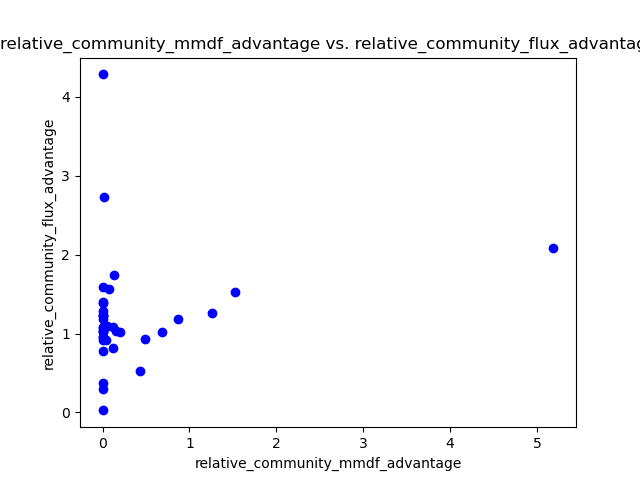 relative_community_mmdf_advantage vs. relative_community_flux_advantag
4
3
2
1
0
relative_community_flux_advantage
0 1 2 3 4 5
relative_community_mmdf_advantage